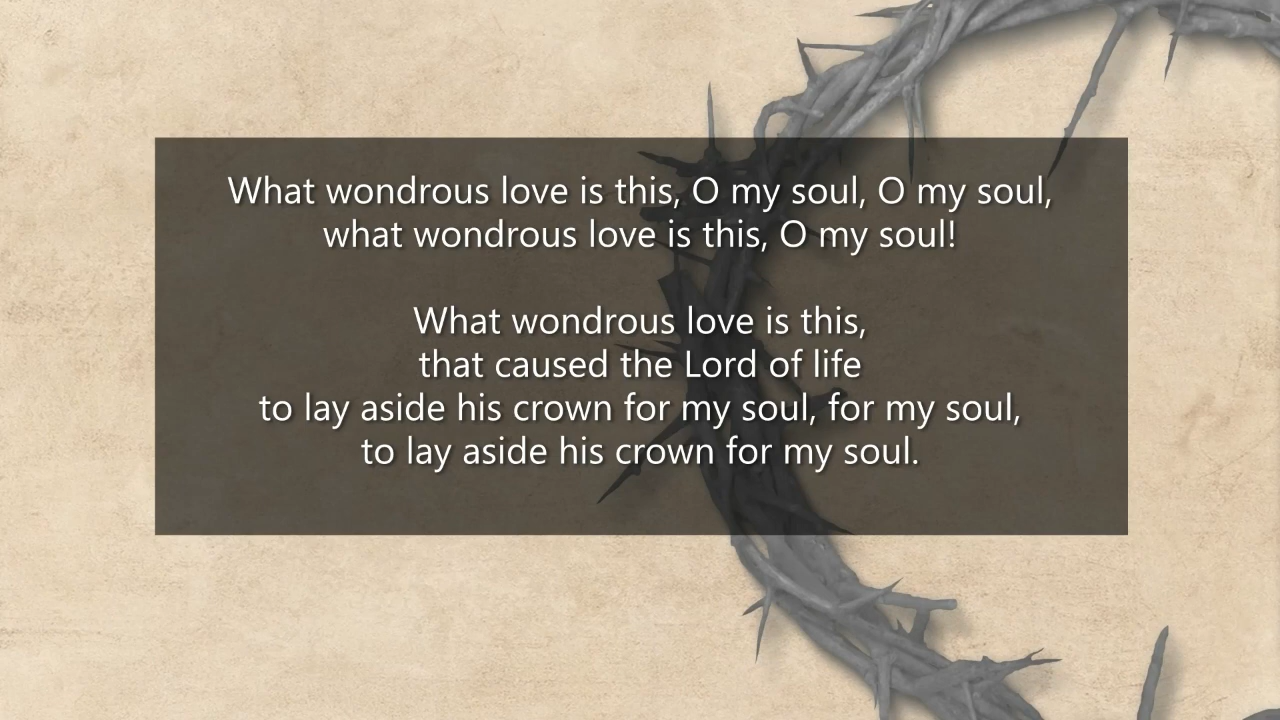 What wondrous love is this, O my soul, O my soul,
what wondrous love is this, O my soul!
What wondrous love is this,
that caused the Lord of life
to lay aside his crown for my soul, for my soul,
to lay aside his crown for my soul.